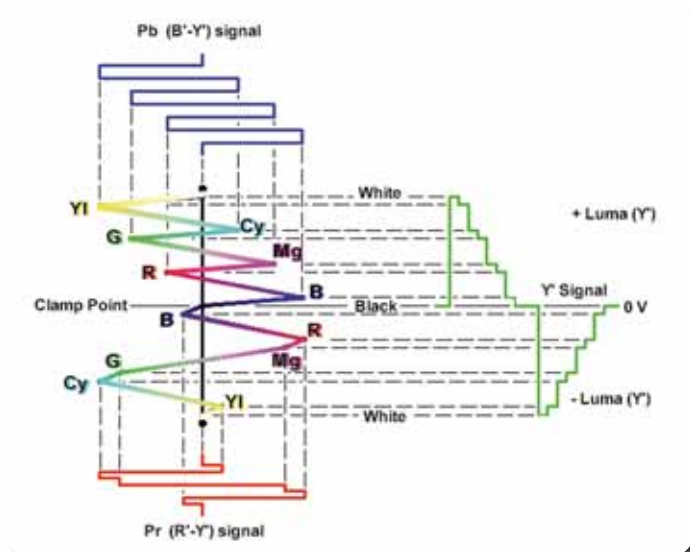 Pb (B'-Y') signal
White
Yl
+ Luma (Y')
Cy
G
Mg
R
Y' Signal
B
Clamp Point
Black
0 V
B
R
G
Mg
Cy
Yl
- Luma (Y')
White
Pr (R'-Y') signal